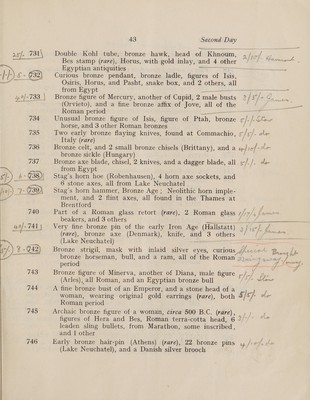 43
Second Day
25/- 731 Double Kohl tube, bronze hawk, head of Khnoum,
Bes stamp (rare), Horus, with gold inlay, and 4 other
Egyptian antiquities
732 Curious bronze pendant, bronze ladle, figures of Isis,
Osiris, Horus, and Pasht, snake box, and 2 others, all
from Egypt
733 Bronze figure of Mercury, another of Cupid, 2 male busts
(Orvieto), and a fine bronze affix of Jove, all of the
Roman period
734 Unusual bronze figure of Isis, figure of Ptah, bronze
horse, and 3 other Roman bronzes
735 Two early bronze flaying knives, found at Commachio, 5/5/- do
Italy (rare)
736 Bronze celt, and 2 small bronze chisels (Brittany), and a
bronze sickle (Hungary)
737 Bronze axe blade, chisel, 2 knives, and a dagger blade, all
from Egypt
738 Stag's horn hoe (Robenhausen), 4 horn axe sockets, and
6 stone axes, all from Lake Neuchatel
739 Stag's horn hammer, Bronze Age; Neolithic horn imple-
ment, and 2 flint axes, all found in the Thames at
Brentford
740 Part of a Roman glass retort (rare), 2 Roman glass
beakers, and 3 others
741 Very fine bronze pin of the early Iron Age (Hallstatt)
(rare), bronze axe (Denmark), knife, and 3 others
(Lake Neuchatel)
742 Bronze strigil, mask with inlaid silver eyes, curious
bronze horseman, bull, and a ram, all of the Roman
period
743 Bronze figure of Minerva, another of Diana, male figure
(Arles), all Roman, and an Egyptian bronze bull
744 A fine bronze bust of an Emperor, and a stone head of a
woman, wearing original gold earrings (rare), both 5/5/- do
Roman period
745 Archaic figure of a woman, circa 500 B.C. (rare),
figures of Hera and Bes, Roman terra-cotta head, 6
leaden sling bullets, from Marathon, some inscribed,
and 1 other
746 Early bronze hair-pin (Athens) (rare), 22 bronze pins
(Lake Neuchatel), and a Danish silver brooch